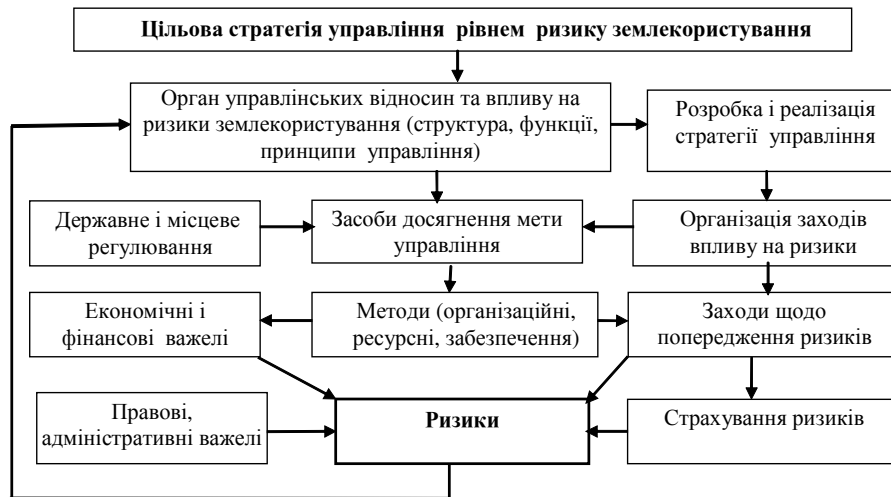 Цільова стратегія управління рівнем ризику землекористування
Орган управлінських відносин та впливу на
ризики землекористування (структура, функції,
принципи управління)
Розробка і реалізація
стратегії управління
Державне і місцеве
регулювання
Засоби досягнення мети
управління
Організація заходів
впливу на ризики
Економічні і
фінансові важелі
Методи (організаційні,
ресурсні, забезпечення)
Заходи щодо
попередження ризиків
Правові,
адміністративні важелі
Ризики
Страхування ризиків